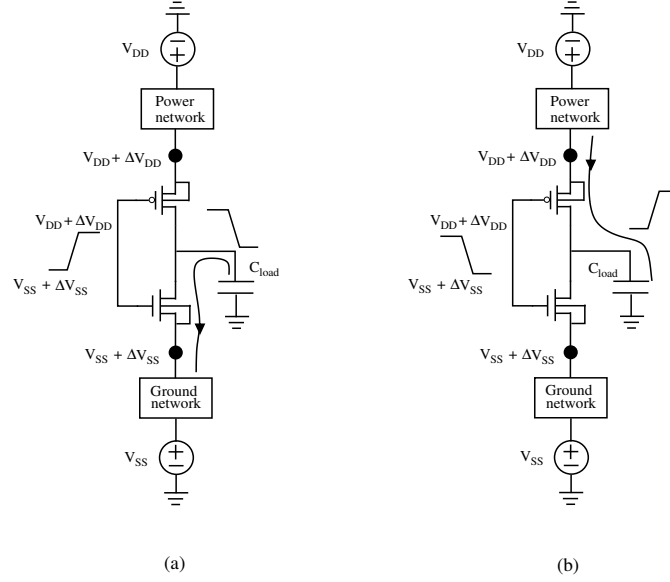 V_DD
Power
network
V_DD + ΔV_DD
V_DD + ΔV_DD
V_SS + ΔV_SS
C_load
V_SS + ΔV_SS
Ground
network
V_SS
(a)
V_DD
Power
network
V_DD + ΔV_DD
V_DD + ΔV_DD
C_load
V_SS + ΔV_SS
V_SS + ΔV_SS
Ground
network
V_SS
(b)